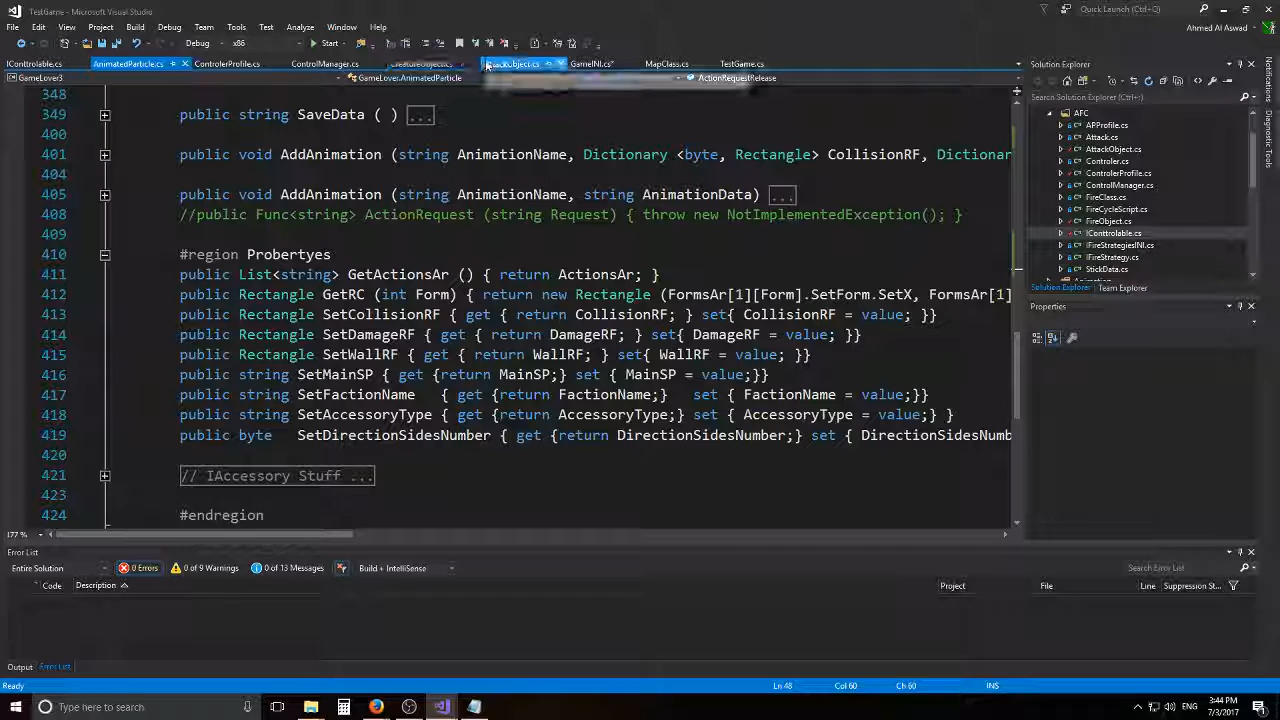 TestGame - Microsoft Visual Studio
Quick Launch (Ctrl+Q)
File Edit View Project Build Debug Team Tools Test Analyze Window Help
Ahmed Al Aswad
Debug x86 Start
IConttrolable.cs AnimatedParticle.cs ControlerProfile.cs ControlManager.cs GameINI.cs* MapClass.cs TestGame.cs
GameLover3 GameLover.AnimatedParticle ActionRequestRelease
348
349 public string SaveData ( ) ...
400
401 public void AddAnimation (string AnimationName, Dictionary <byte, Rectangle> CollisionRF, Dictionar
404
405 public void AddAnimation (string AnimationName, string AnimationData) ...
408 //public Func<string> ActionRequest (string Request) { throw new NotImplementedException(); }
409
410 #region Probertyes
411 public List<string> GetActionsAr () { return ActionsAr; }
412 public Rectangle GetRC (int Form) { return new Rectangle (FormsAr[1][Form].SetForm.SetX, FormsAr[1]
413 public Rectangle SetCollisionRF { get { return CollisionRF; } set{ CollisionRF = value; }}
414 public Rectangle SetDamageRF { get { return DamageRF; } set{ DamageRF = value; }}
415 public Rectangle SetWallRF { get { return WallRF; } set{ WallRF = value; }}
416 public string SetMainSP { get {return MainSP;} set { MainSP = value;}}
417 public string SetFactionName { get {return FactionName;} set { FactionName = value;}}
418 public string SetAccessoryType { get {return AccessoryType;} set { AccessoryType = value;} }
419 public byte SetDirectionSidesNumber { get {return DirectionSidesNumber;} set { DirectionSidesNumb
420
421 // IAccessory Stuff ...
423
424 #endregion
177 %
Solution Explorer
Search Solution Explorer (Ctrl+;)
AFC
APProfile.cs
Attack.cs
AttackObject.cs
Controler.cs
ControlerProfile.cs
ControlManager.cs
FireClass.cs
FireCycleScript.cs
FireObject.cs
IConttrolable.cs
IFireStrategiesINI.cs
IFireStrategy.cs
StickData.cs
Solution Explorer Team Explorer
Properties
Notifications
Diagnostic Tools
Error List
Entire Solution 0 Errors 0 of 9 Warnings 0 of 13 Messages Build + IntelliSense Search Error List
Code Description Project File Line Suppression St...
Output Error List
Ready Ln 48 Col 60 Ch 60 INS
Type here to search
3:44 PM
7/3/2017